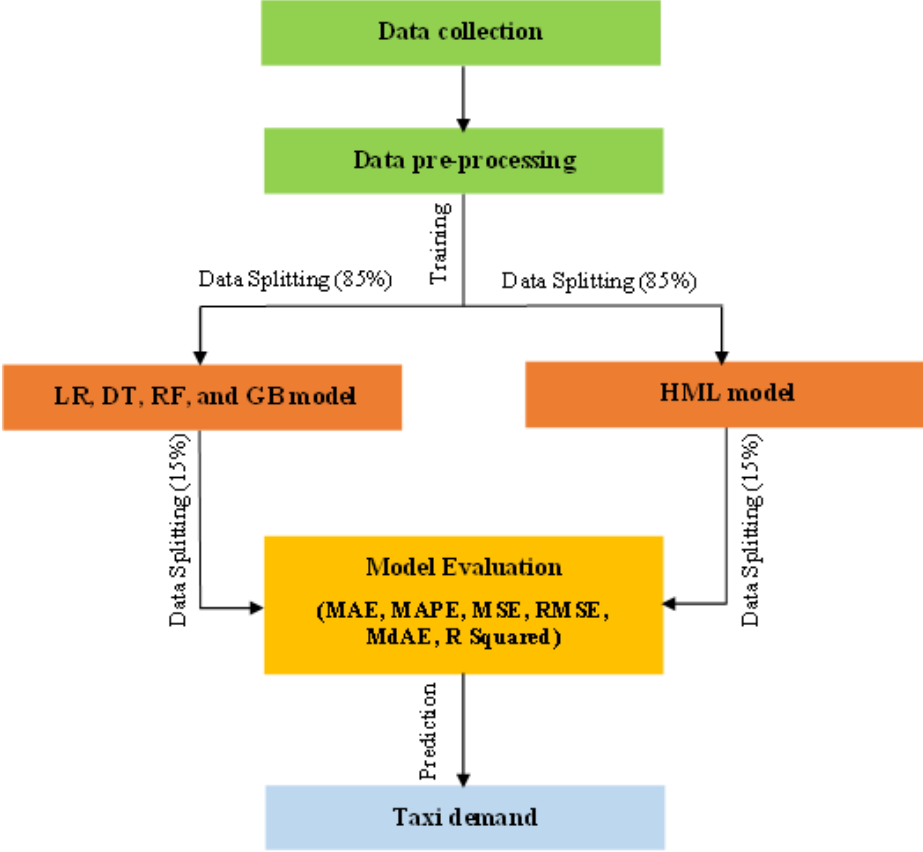 Data collection
Data pre-processing
Training
Data Splitting (85%)
Data Splitting (85%)
LR, DT, RF, and GB model
HML model
Data Splitting (15%)
Data Splitting (15%)
Model Evaluation
(MAE, MAPE, MSE, RMSE,
MdAE, R Squared)
Prediction
Taxi demand